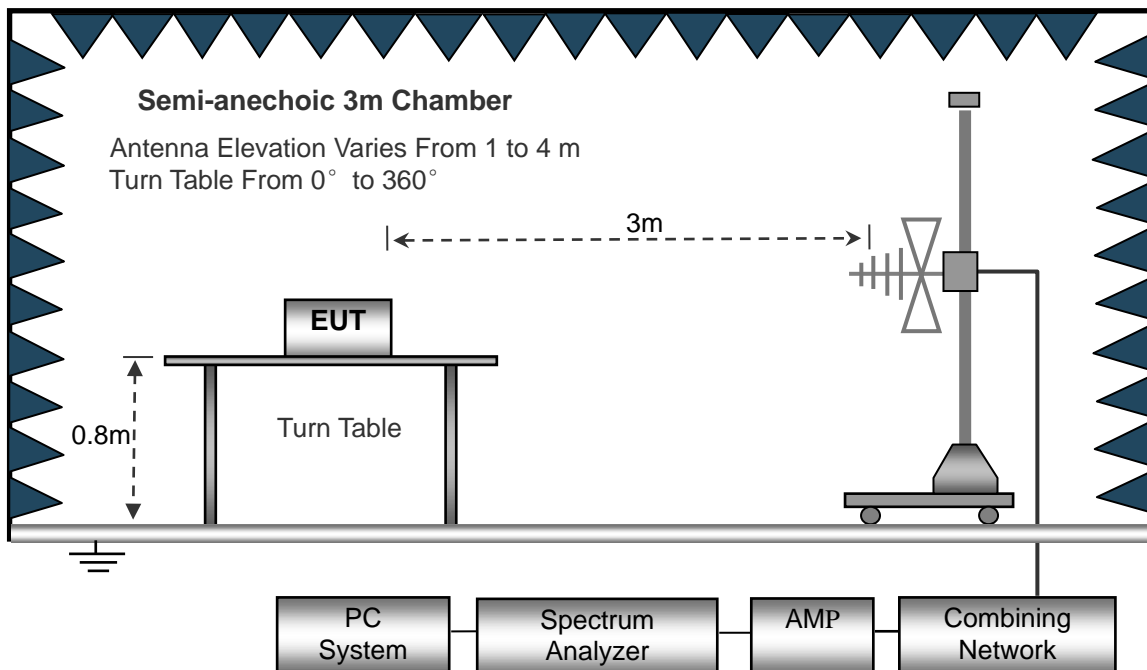 Semi-anechoic 3m Chamber
Antenna Elevation Varies From 1 to 4 m
Turn Table From 0° to 360°
3m
EUT
0.8m
Turn Table
PC
System
Spectrum
Analyzer
AMP
Combining
Network